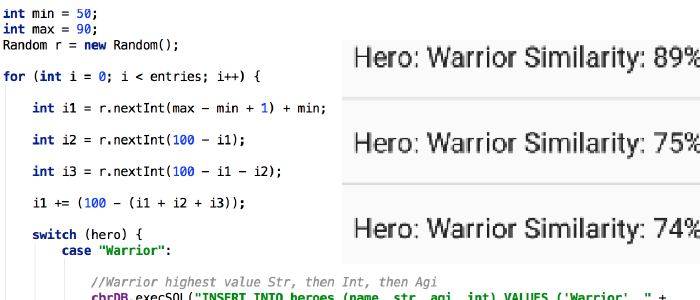 int min = 50;
int max = 90;
Random r = new Random();
for (int i = 0; i < entries; i++) {
int i1 = r.nextInt(max - min + 1) + min;
int i2 = r.nextInt(100 - i1);
int i3 = r.nextInt(100 - i1 - i2);
i1 += (100 - (i1 + i2 + i3));
switch (hero) {
case "Warrior":
//Warrior highest value Str, then Int, then Agi
chrDB.execSQL("INSERT INTO heroes (name, str, agi, int) VALUES ('Warrior', " +
Hero: Warrior Similarity: 89%
Hero: Warrior Similarity: 75%
Hero: Warrior Similarity: 74%